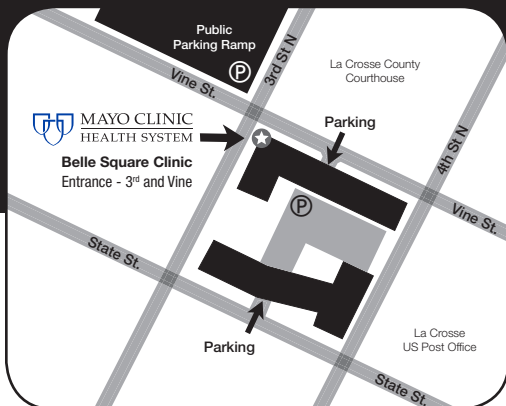 Public
Parking Ramp
P
3rd St N
Vine St.
La Crosse County
Courthouse
MAYO CLINIC
HEALTH SYSTEM
Parking
4th St N
Belle Square Clinic
Entrance - 3rd and Vine
P
Vine St.
State St.
Parking
La Crosse
US Post Office
State St.